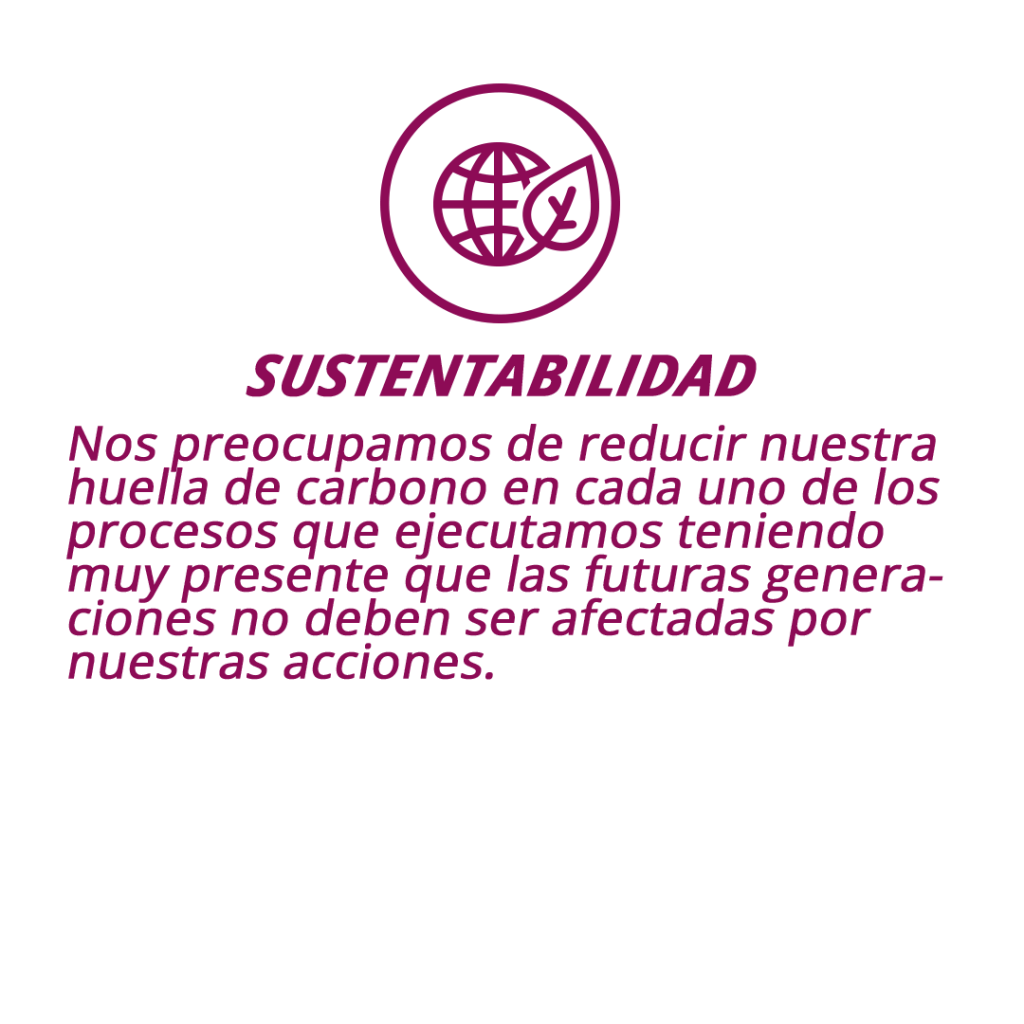 SUSTENTABILIDAD
Nos preocupamos de reducir nuestra
huella de carbono en cada uno de los
procesos que ejecutamos teniendo
muy presente que las futuras genera-
ciones no deben ser afectadas por
nuestras acciones.